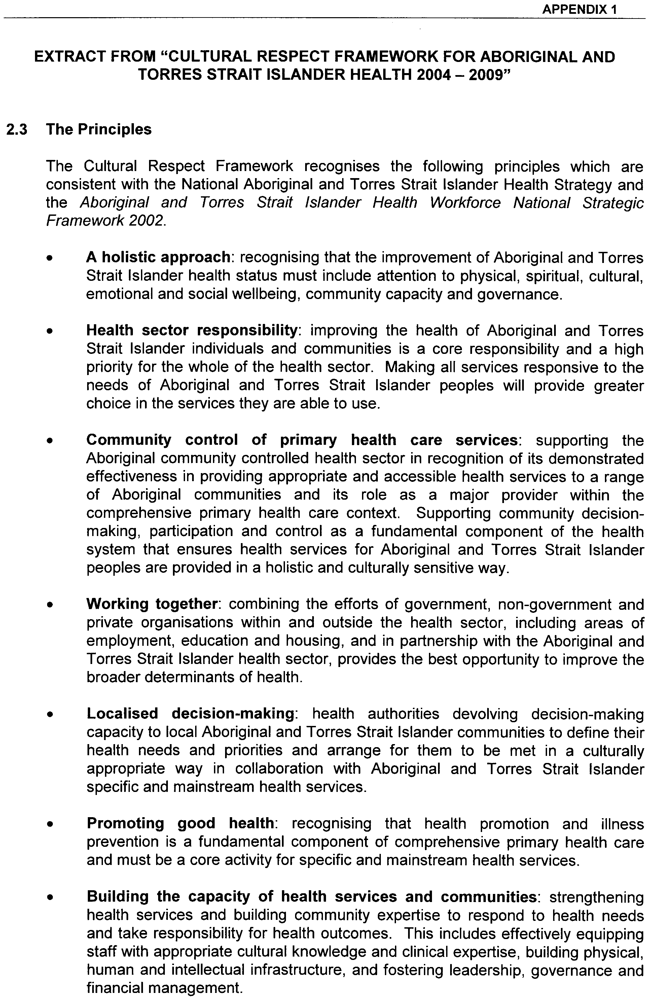 APPENDIX 1
EXTRACT FROM “CULTURAL RESPECT FRAMEWORK FOR ABORIGINAL AND
TORRES STRAIT ISLANDER HEALTH 2004 – 2009”
2.3 The Principles
The Cultural Respect Framework recognises the following principles which are
consistent with the National Aboriginal and Torres Strait Islander Health Strategy and
the Aboriginal and Torres Strait Islander Health Workforce National Strategic
Framework 2002.
• A holistic approach: recognising that the improvement of Aboriginal and Torres
Strait Islander health status must include attention to physical, spiritual, cultural,
emotional and social wellbeing, community capacity and governance.
• Health sector responsibility: improving the health of Aboriginal and Torres
Strait Islander individuals and communities is a core responsibility and a high
priority for the whole of the health sector. Making all services responsive to the
needs of Aboriginal and Torres Strait Islander peoples will provide greater
choice in the services they are able to use.
• Community control of primary health care services: supporting the
Aboriginal community controlled health sector in recognition of its demonstrated
effectiveness in providing appropriate and accessible health services to a range
of Aboriginal communities and its role as a major provider within the
comprehensive primary health care context. Supporting community decision-
making, participation and control as a fundamental component of the health
system that ensures health services for Aboriginal and Torres Strait Islander
peoples are provided in a holistic and culturally sensitive way.
• Working together: combining the efforts of government, non-government and
private organisations within and outside the health sector, including areas of
employment, education and housing, and in partnership with the Aboriginal and
Torres Strait Islander health sector, provides the best opportunity to improve the
broader determinants of health.
• Localised decision-making: health authorities devolving decision-making
capacity to local Aboriginal and Torres Strait Islander communities to define their
health needs and priorities and arrange for them to be met in a culturally
appropriate way in collaboration with Aboriginal and Torres Strait Islander
specific and mainstream health services.
• Promoting good health: recognising that health promotion and illness
prevention is a fundamental component of comprehensive primary health care
and must be a core activity for specific and mainstream health services.
• Building the capacity of health services and communities: strengthening
health services and building community expertise to respond to health needs
and take responsibility for health outcomes. This includes effectively equipping
staff with appropriate cultural knowledge and clinical expertise, building physical,
human and intellectual infrastructure, and fostering leadership, governance and
financial management.